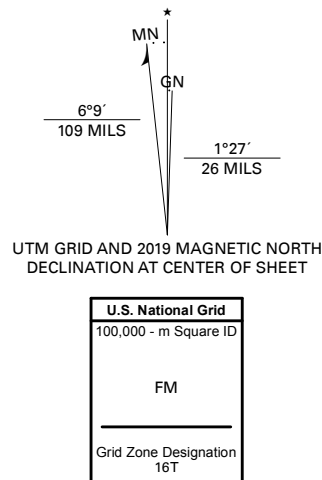 ★
MN
GN
6°9´
109 MILS
1°27´
26 MILS
UTM GRID AND 2019 MAGNETIC NORTH
DECLINATION AT CENTER OF SHEET
U.S. National Grid
100,000 - m Square ID
FM
Grid Zone Designation
16T